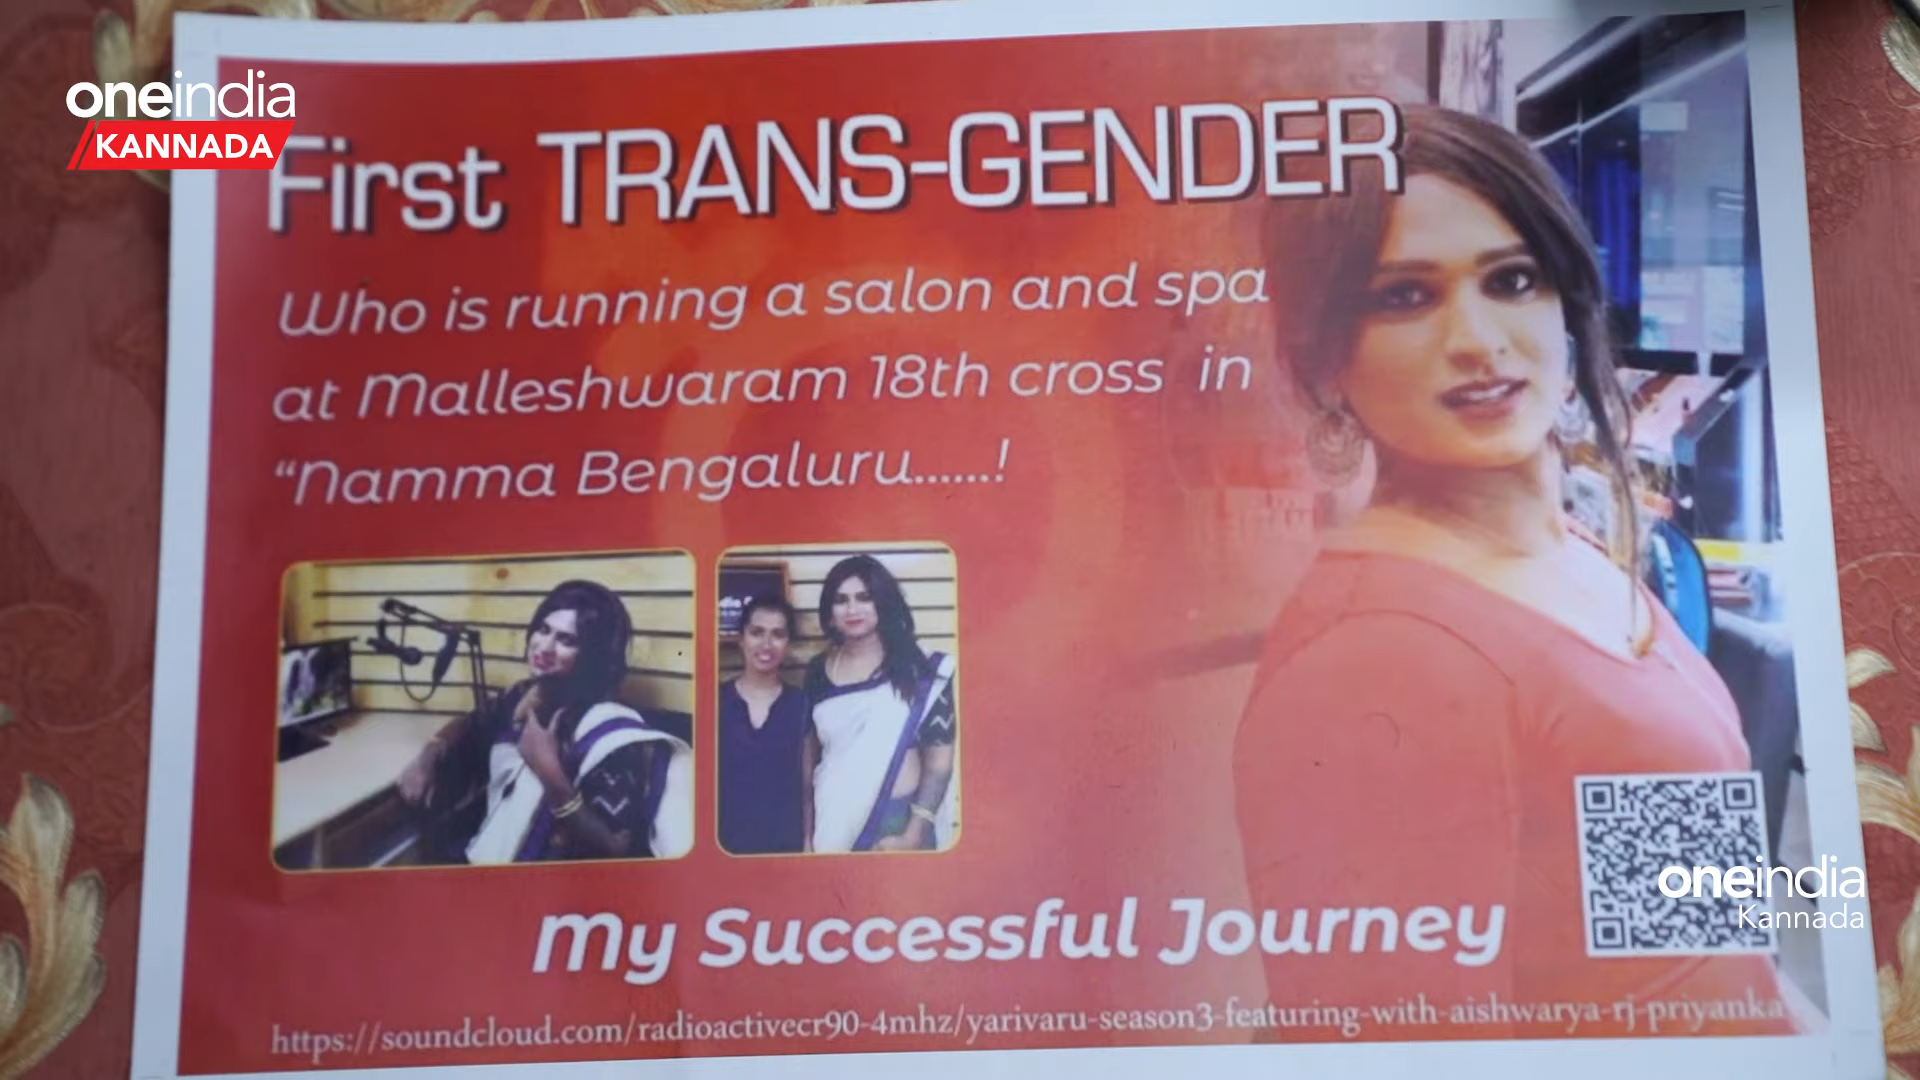 oneindia
KANNADA
First TRANS-GENDER
Who is running a salon and spa
at Malleshwaram 18th cross in
"Namma Bengaluru......!
My Successful Journey
oneindia
Kannada
https://soundcloud.com/radioactivecr90-4mhz/yarivaru-season3-featuring-with-aishwarya-rj-priyanka